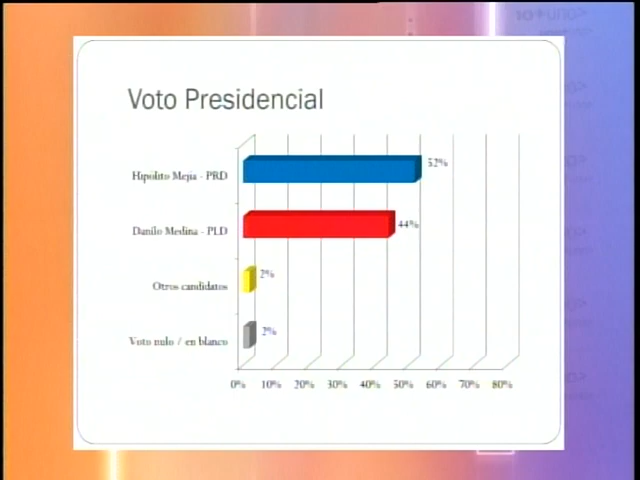 Voto Presidencial
Hipólito Mejía - PRD
52%
Danilo Medina - PLD
44%
Otros candidatos
2%
Voto nulo / en blanco
2%
0% 10% 20% 30% 40% 50% 60% 70% 80%